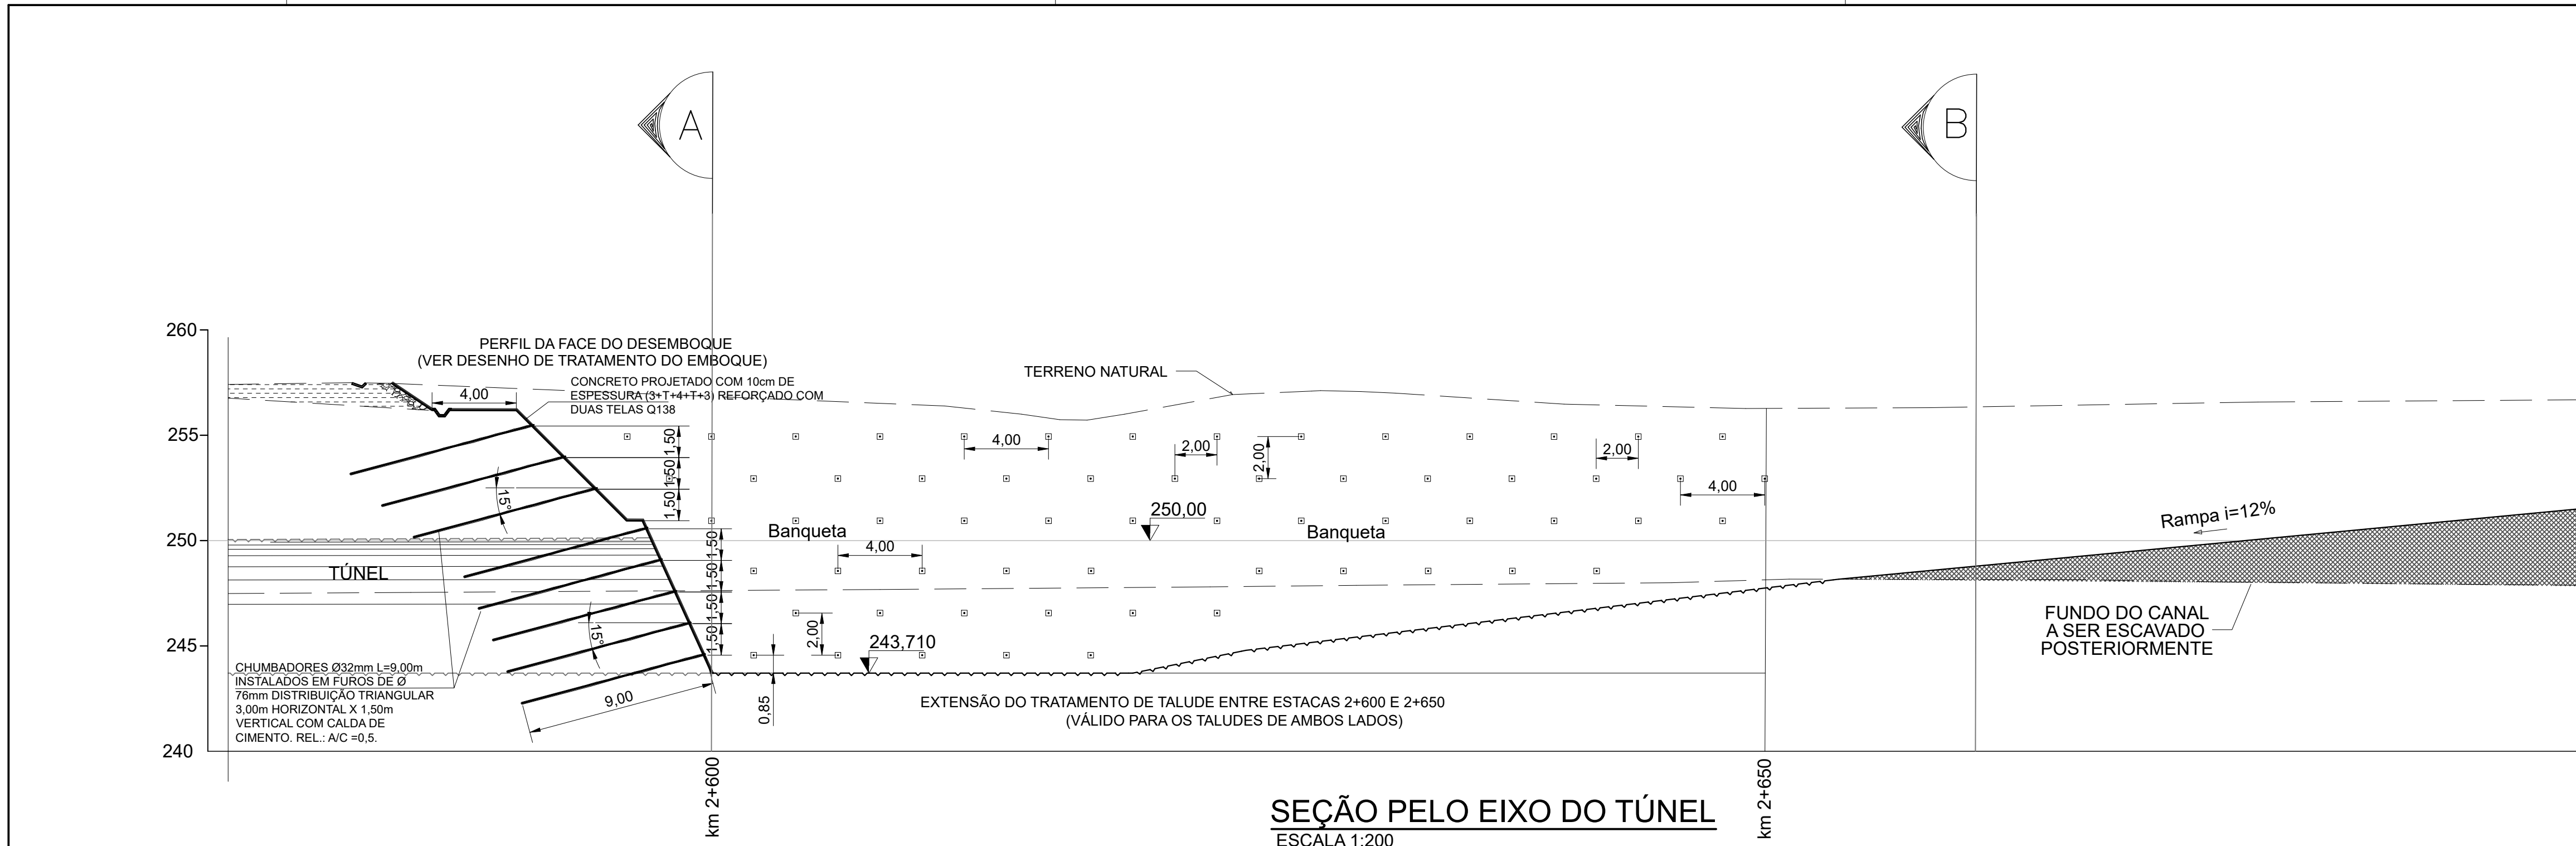 A
B
260
255
250
245
240
PERFIL DA FACE DO DESEMBOQUE
(VER DESENHO DE TRATAMENTO DO EMBOQUE)
CONCRETO PROJETADO COM 10cm DE
ESPESSURA (3+T+4+T+3) REFORÇADO COM
DUAS TELAS Q138
4,00
TERRENO NATURAL
1,50
1,50
1,50
4,00
2,00
2,00
2,00
4,00
15°
250,00
Banqueta
Banqueta
Rampa i=12%
TÚNEL
4,00
1,50
1,50
1,50
1,50
15°
2,00
243,710
0,85
9,00
FUNDO DO CANAL
A SER ESCAVADO
POSTERIORMENTE
CHUMBADORES Ø32mm L=9,00m
INSTALADOS EM FUROS DE Ø
76mm DISTRIBUIÇÃO TRIANGULAR
3,00m HORIZONTAL X 1,50m
VERTICAL COM CALDA DE
CIMENTO. REL.: A/C =0,5.
EXTENSÃO DO TRATAMENTO DE TALUDE ENTRE ESTACAS 2+600 E 2+650
(VÁLIDO PARA OS TALUDES DE AMBOS LADOS)
km 2+600
km 2+650
SEÇÃO PELO EIXO DO TÚNEL
ESCALA 1:200